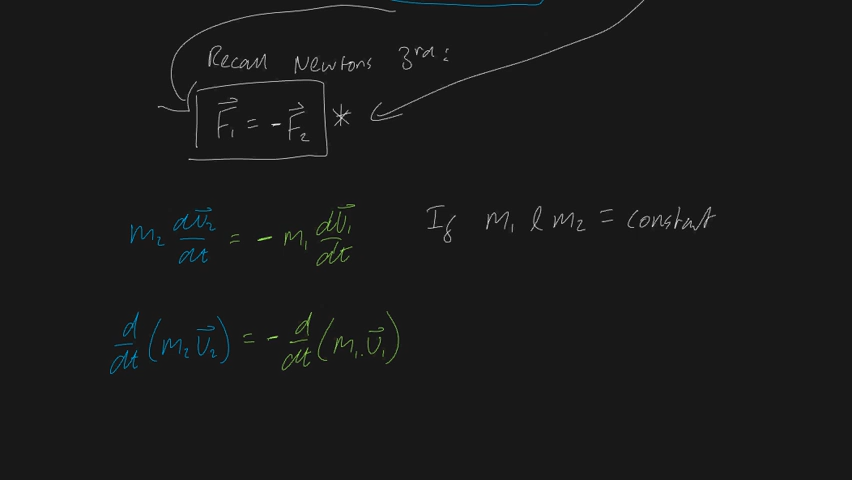 Recall Newtons 3rd:
F⃗₁ = -F⃗₂ *
m₂ dv⃗₂/dt = - m₁ dv⃗₁/dt If m₁ & m₂ = constant
d/dt (m₂v⃗₂) = - d/dt (m₁.v⃗₁)